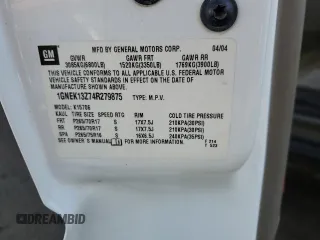 GM
MFD BY GENERAL MOTORS CORP. 04/04
GVWR GAWR FRT GAWR RR
3085KG(6800LB) 1520KG(3350LB) 1769KG(3900LB)
THIS VEHICLE CONFORMS TO ALL APPLICABLE U.S. FEDERAL MOTOR
VEHICLE SAFETY STANDARDS IN EFFECT ON THE DATE OF
MANUFACTURE SHOWN ABOVE.
1GNEK13Z74R279875 TYPE: M.P.V.
MODEL: K15706
TIRE SIZE SPEED RTG RIM COLD TIRE PRESSURE
FRT P265/70R17 S 17X7.5J 210KPA(30PSI)
RR P265/70R17 S 17X7.5J 210KPA(30PSI)
SPA P265/75R16 S 16X6.5J 240KPA(35PSI)
SEE OWNER'S MANUAL FOR ADDITIONAL INFORMATION.
DREAMBID